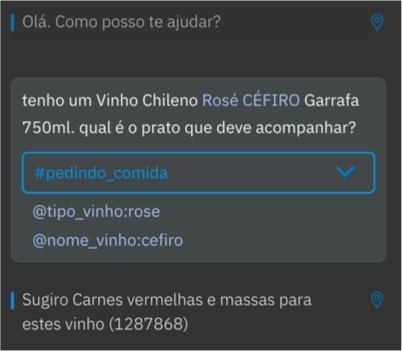 Olá. Como posso te ajudar?
tenho um Vinho Chileno Rosé CÉFIRO Garrafa
750ml. qual é o prato que deve acompanhar?
#pedindo_comida
@tipo_vinho:rose
@nome_vinho:cefiro
Sugiro Carnes vermelhas e massas para
estes vinho (1287868)